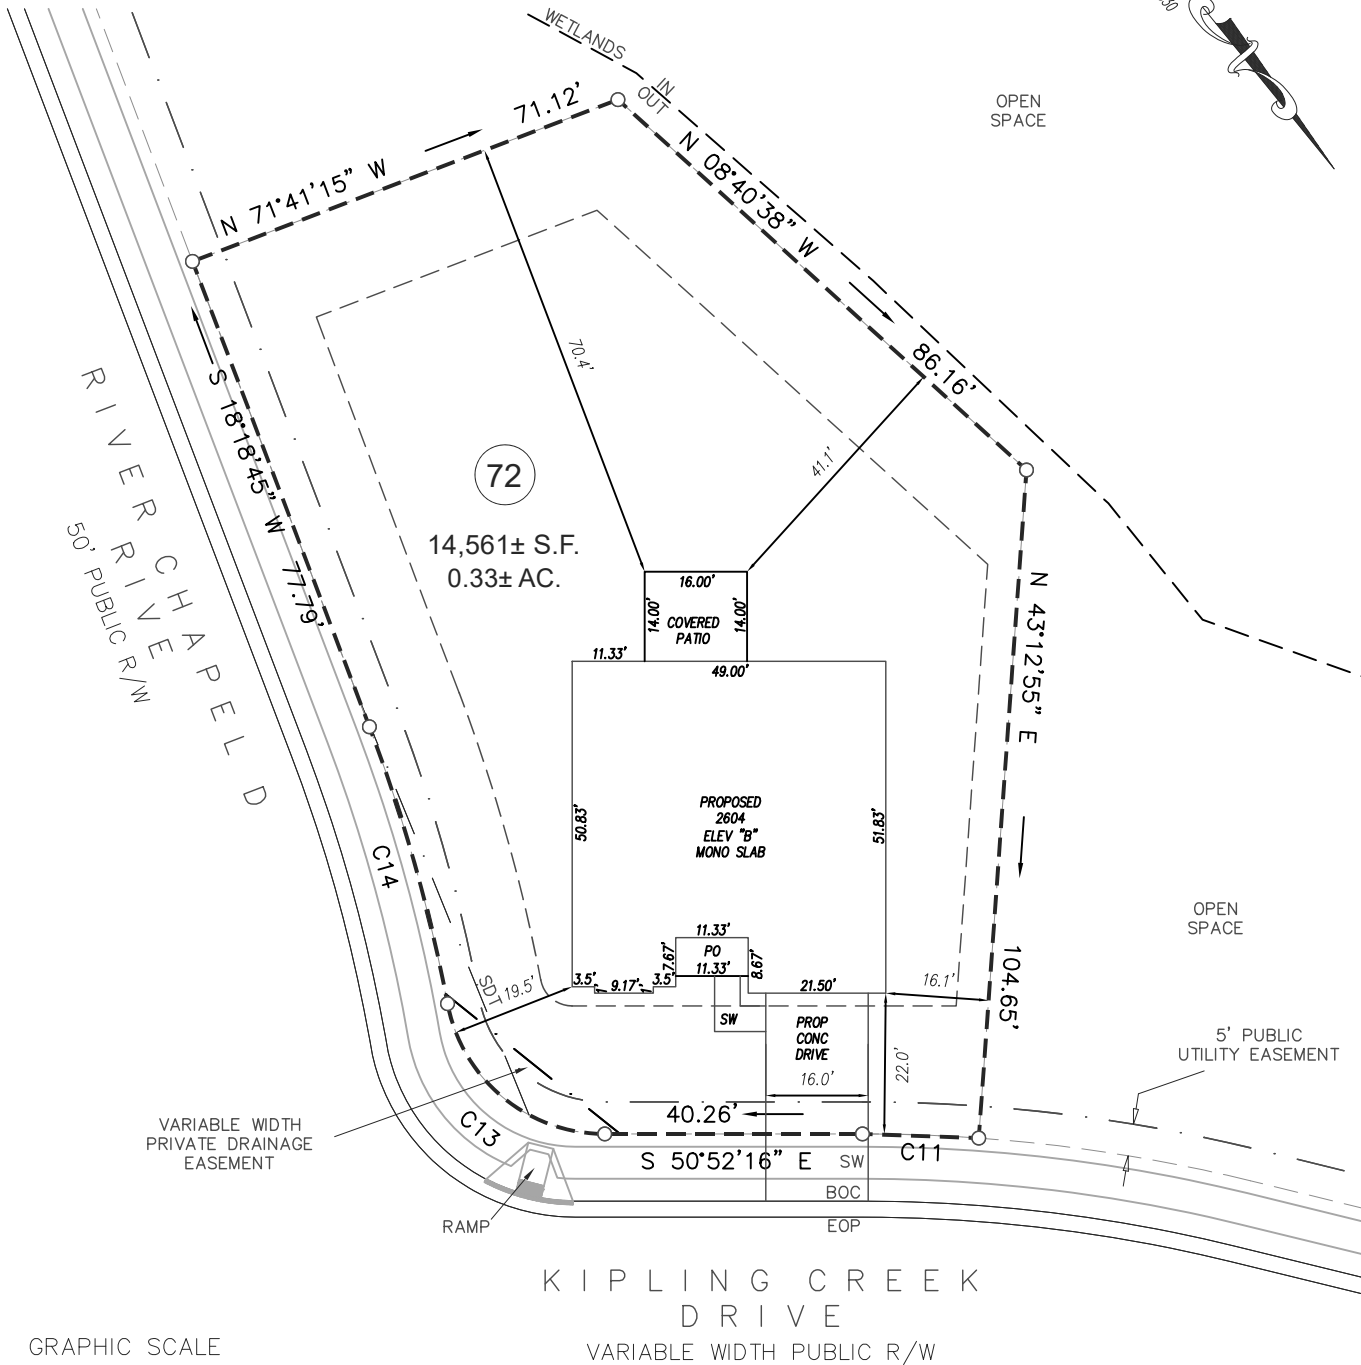 WETLANDS
IN
OUT
30
OPEN
SPACE
71.12'
N 71°41'15" W
N 08°40'38" W
86.16'
70.4'
41.1'
S 18°18'45" W 77.79'
72
14,561± S.F.
0.33± AC.
RIVER CHAPEL D
RIVE
50' PUBLIC R/W
16.00'
14.00'
COVERED
PATIO
14.00'
11.33'
49.00'
N 43°12'55" E
104.65'
50.83'
PROPOSED
2604
ELEV "B"
MONO SLAB
51.83'
C14
OPEN
SPACE
11.33'
PO
7.67'
11.33'
8.67'
3.5'
1'
9.17'
1'
3.5'
21.50'
16.1'
SDT
19.5'
SW
PROP
CONC
DRIVE
16.0'
22.0'
5' PUBLIC
UTILITY EASEMENT
40.26'
S 50°52'16" E
C11
C13
VARIABLE WIDTH
PRIVATE DRAINAGE
EASEMENT
SW
BOC
EOP
RAMP
KIPLING CREEK
DRIVE
VARIABLE WIDTH PUBLIC R/W
GRAPHIC SCALE